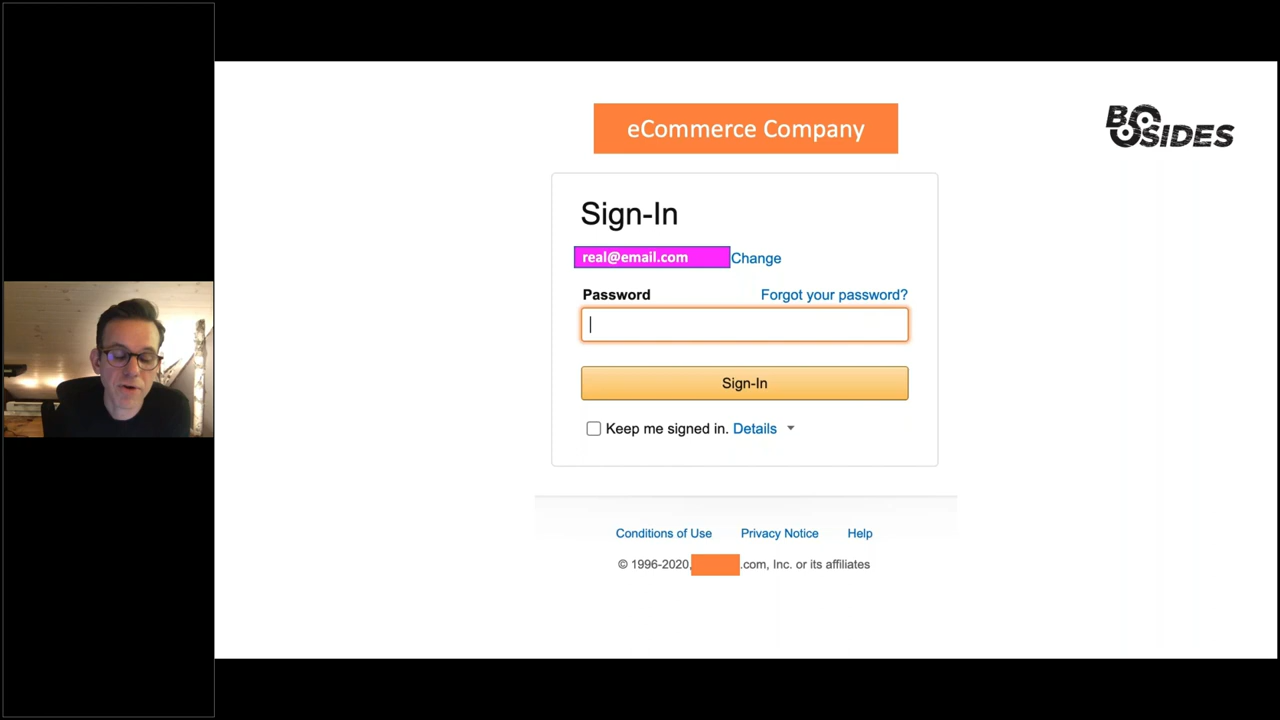 eCommerce Company
BSIDES
Sign-In
real@email.com Change
Password Forgot your password?
Sign-In
Keep me signed in. Details
Conditions of Use Privacy Notice Help
© 1996-2020, .com, Inc. or its affiliates